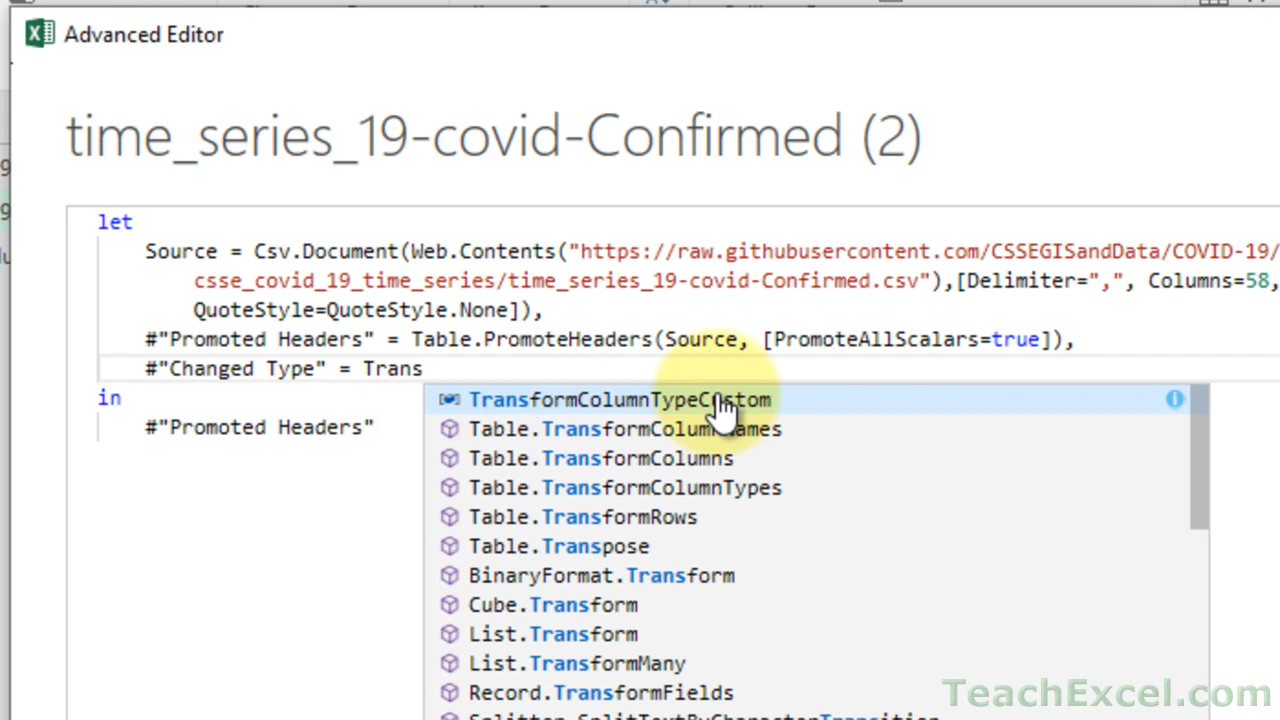 Advanced Editor
time_series_19-covid-Confirmed (2)
let
Source = Csv.Document(Web.Contents("https://raw.githubusercontent.com/CSSEGISandData/COVID-19/
csse_covid_19_time_series/time_series_19-covid-Confirmed.csv"),[Delimiter=",", Columns=58,
QuoteStyle=QuoteStyle.None]),
#"Promoted Headers" = Table.PromoteHeaders(Source, [PromoteAllScalars=true]),
#"Changed Type" = Trans
in
#"Promoted Headers"
TransformColumnTypeCustom
Table.TransformColumnNames
Table.TransformColumns
Table.TransformColumnTypes
Table.TransformRows
Table.Transpose
BinaryFormat.Transform
Cube.Transform
List.Transform
List.TransformMany
Record.TransformFields
Splitter.SplitTextByCharacterTransition
TeachExcel.com